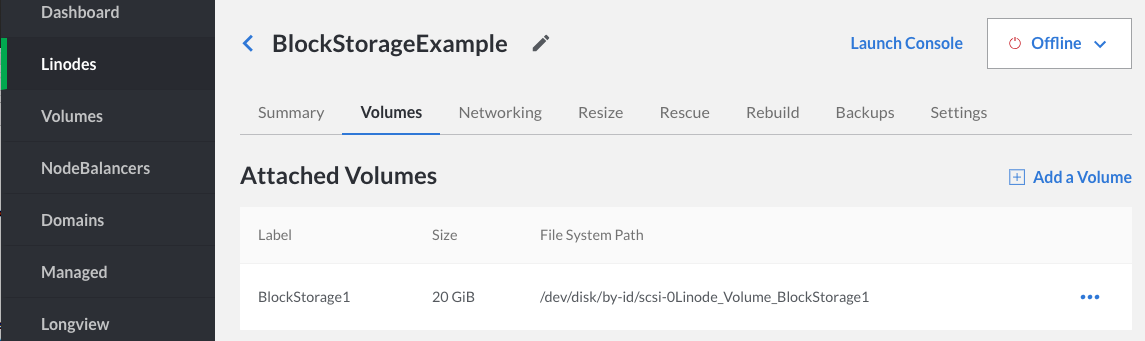 Dashboard
Linodes
Volumes
NodeBalancers
Domains
Managed
Longview
BlockStorageExample
Launch Console
Offline
Summary Volumes Networking Resize Rescue Rebuild Backups Settings
Attached Volumes
Add a Volume
Label Size File System Path
BlockStorage1 20 GiB /dev/disk/by-id/scsi-0Linode_Volume_BlockStorage1